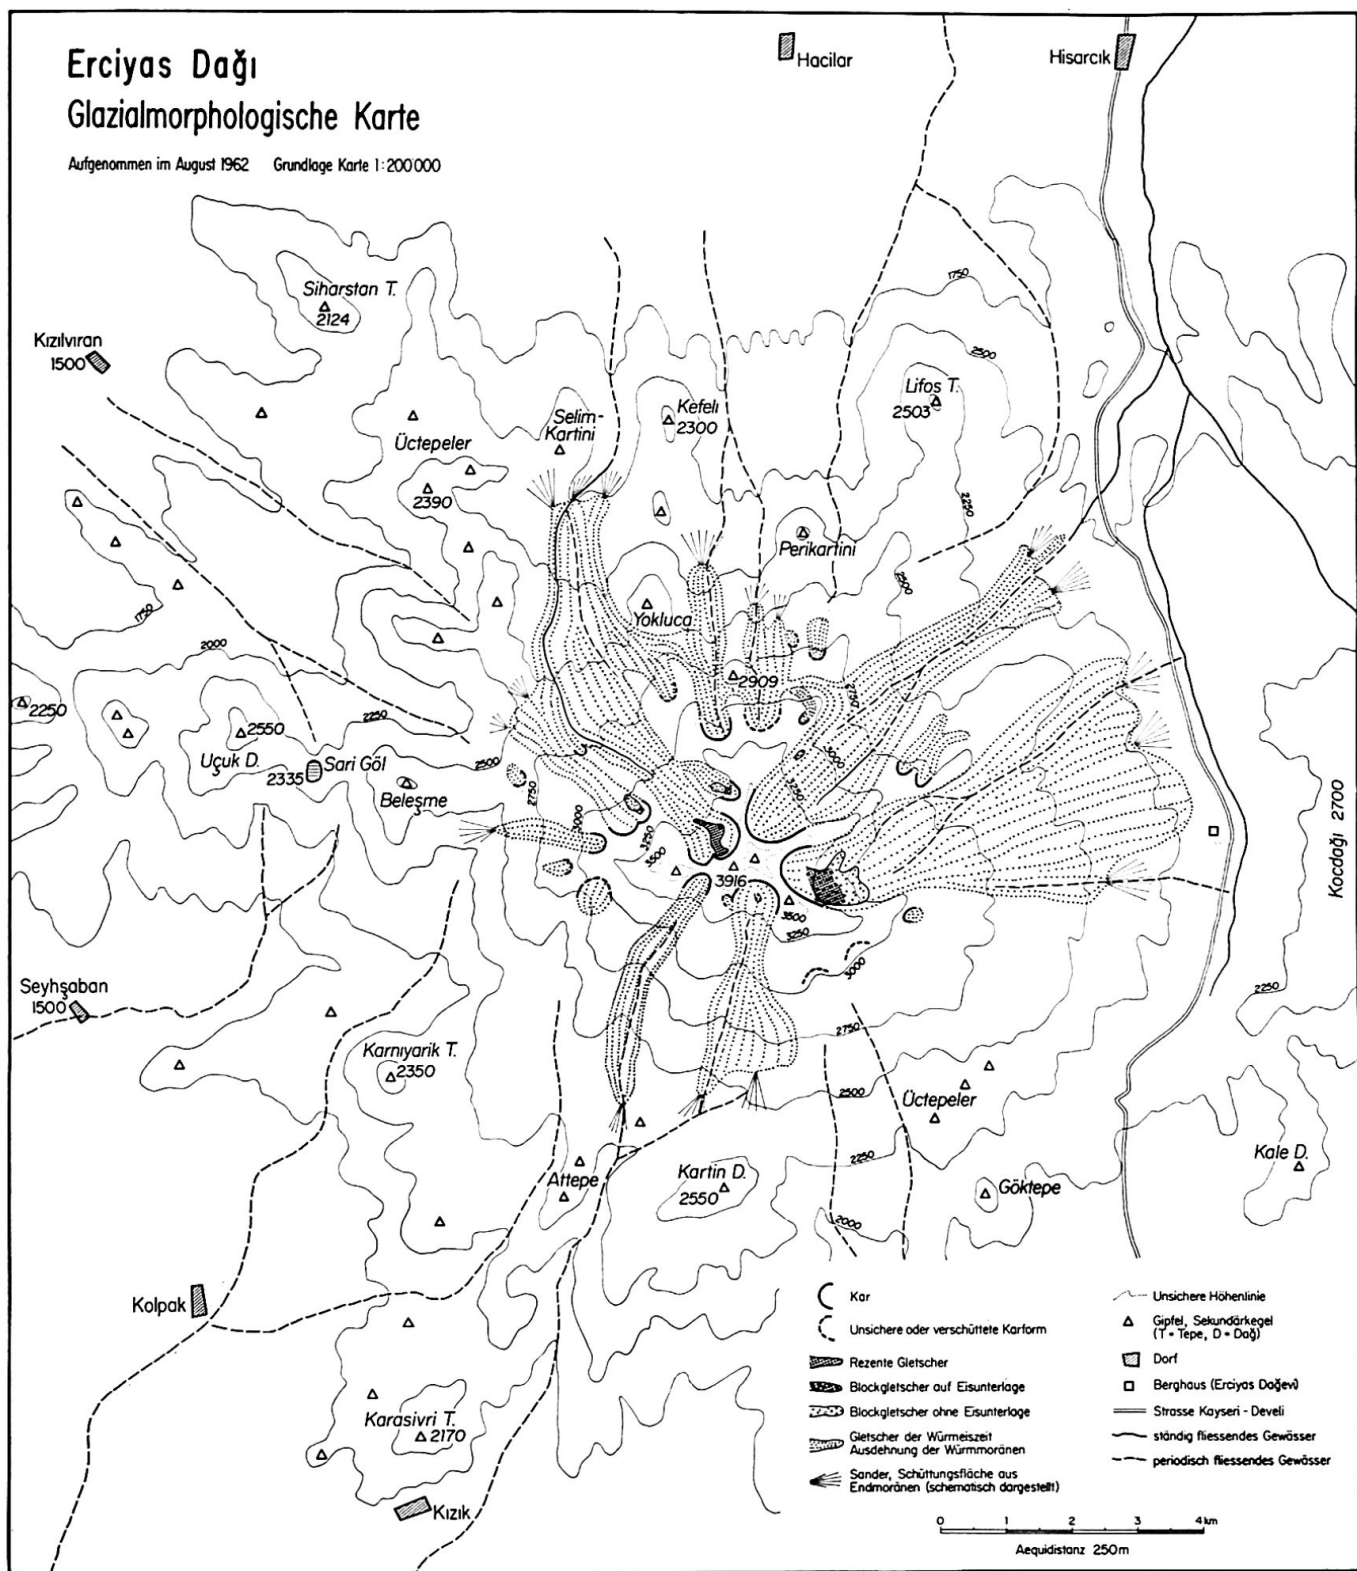 Erciyas Dağı
Glazialmorphologische Karte
Aufgenommen im August 1962 Grundlage Karte 1:200000
Hacilar
Hisarcık
Siharstan T.
2124
Kızılvıran
1500
1750
2500
Lifos T.
2503
Selim-
Kartini
Kefeli
2300
Üctepeler
2390
2250
Perikartini
2500
1750
Yokluca
2000
2909
2750
2250
2550
2250
Uçuk D.
Sari Göl
2335
2500
Beleşme
2750
3000
3250
3000
3250
3500
3916
3500
3250
3000
Kocdağı 2700
Seyhşaban
1500
2250
2750
Karnıyarik T.
2350
2500
Üctepeler
2250
Kale D.
Attepe
Kartin D.
2550
Göktepe
2000
Kolpak
Karasivri T.
2170
Kızık
Kar
Unsichere oder verschüttete Karform
Rezente Gletscher
Blockgletscher auf Eisunterlage
Blockgletscher ohne Eisunterlage
Gletscher der Würmeiszeit
Ausdehnung der Würmmoränen
Sander, Schüttungsfläche aus
Endmoränen (schematisch dargestellt)
Unsichere Höhenlinie
Gipfel, Sekundärkegel
(T = Tepe, D = Dağ)
Dorf
Berghaus (Erciyas Dağevi)
Strasse Kayseri - Develi
ständig fliessendes Gewässer
periodisch fliessendes Gewässer
0 1 2 3 4 km
Aequidistanz 250m